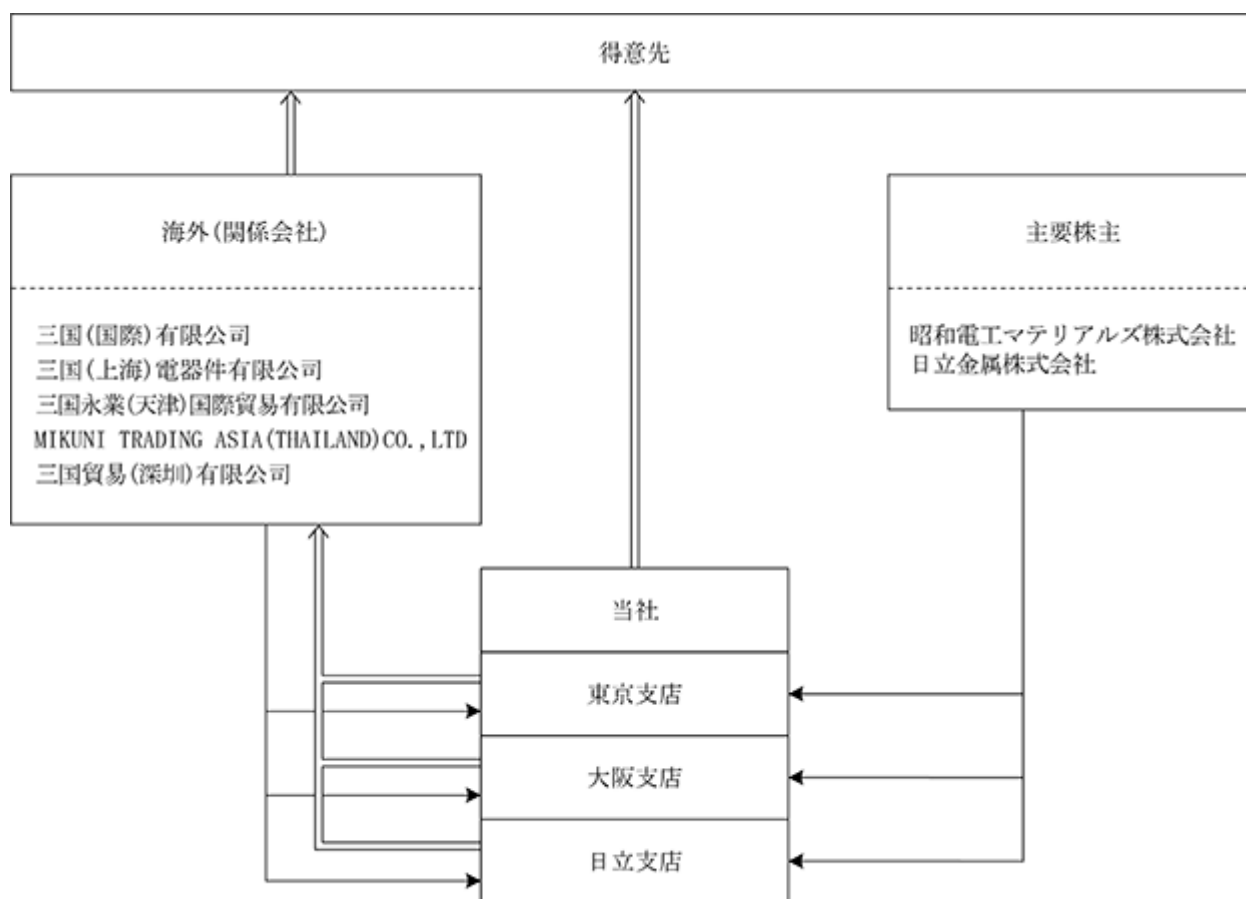 得意先
海外(関係会社)
三国(国際)有限公司
三国(上海)電器件有限公司
三国永業(天津)国際貿易有限公司
MIKUNI TRADING ASIA(THAILAND)CO.,LTD
三国貿易(深圳)有限公司
主要株主
昭和電工マテリアルズ株式会社
日立金属株式会社
当社
東京支店
大阪支店
日立支店